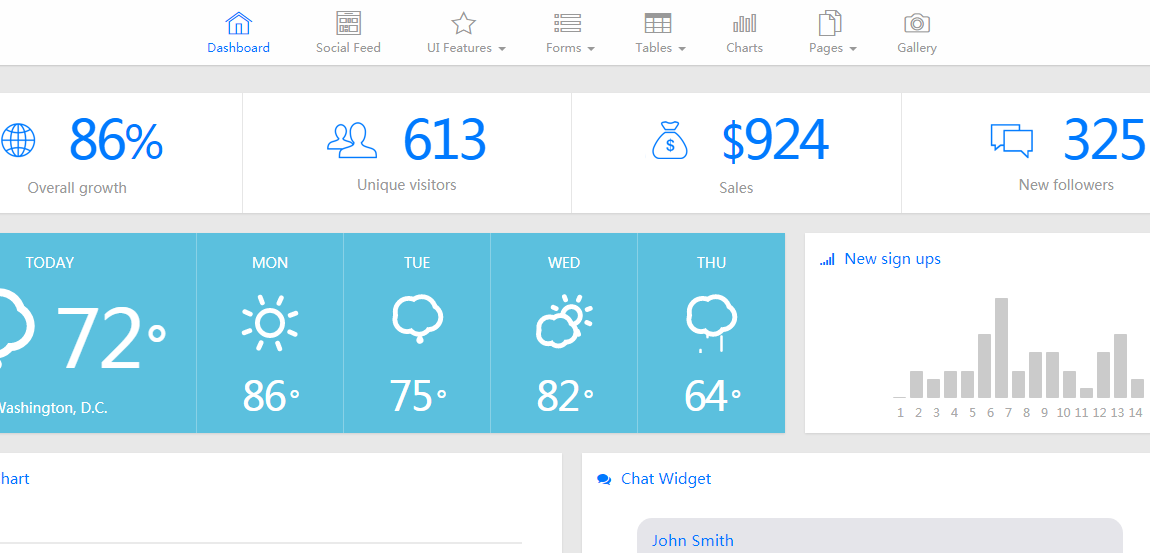 Dashboard
Social Feed
UI Features
Forms
Tables
Charts
Pages
Gallery
86%
Overall growth
613
Unique visitors
$
$924
Sales
325
New followers
TODAY
72°
Washington, D.C.
MON
86°
TUE
75°
WED
82°
THU
64°
New sign ups
1 2 3 4 5 6 7 8 9 10 11 12 13 14
hart
Chat Widget
John Smith